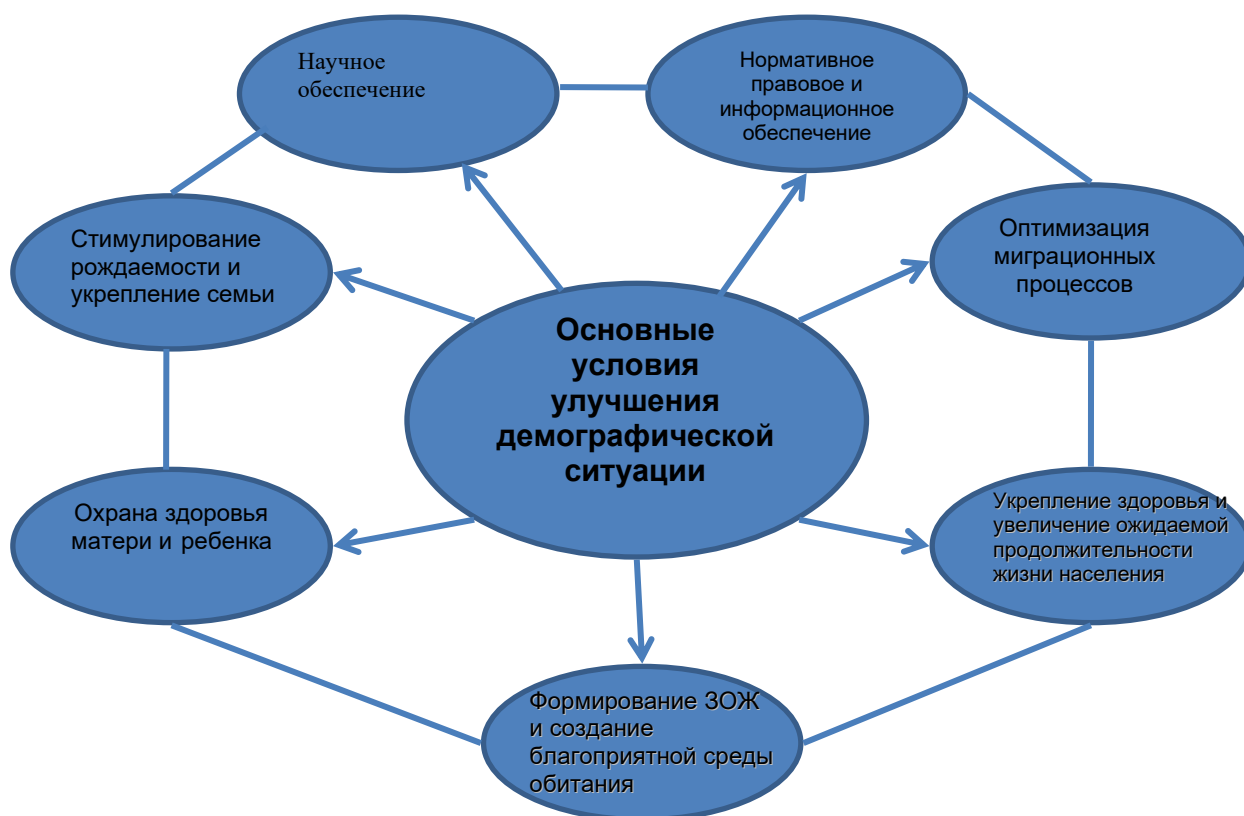 Научное
обеспечение
Нормативное
правовое и
информационное
обеспечение
Стимулирование
рождаемости и
укрепление семьи
Оптимизация
миграционных
процессов
Основные
условия
улучшения
демографической
ситуации
Охрана здоровья
матери и ребенка
Укрепление здоровья и
увеличение ожидаемой
продолжительности
жизни населения
Формирование ЗОЖ
и создание
благоприятной среды
обитания